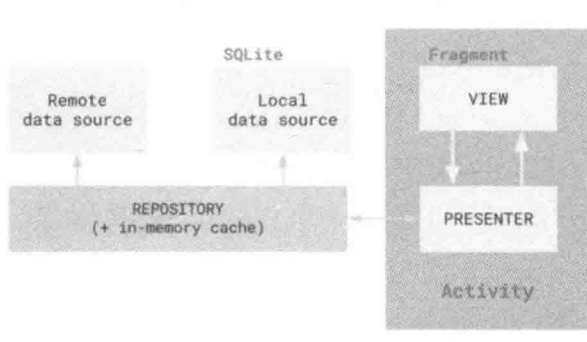 SQLite
Fragment
Remote
data source
Local
data source
VIEW
REPOSITORY
(+ in-memory cache)
PRESENTER
Activity